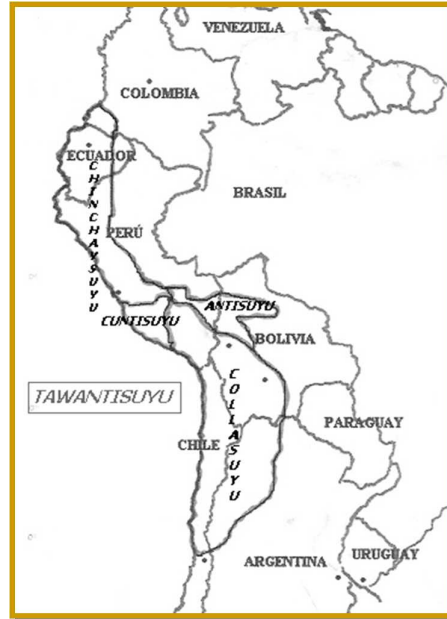 VENEZUELA
COLOMBIA
ECUADOR
CHINCHAYSUYU
BRASIL
PERÚ
ANTISUYU
CUNTISUYU
BOLIVIA
COLLASUYU
TAWANTISUYU
PARAGUAY
CHILE
ARGENTINA
URUGUAY